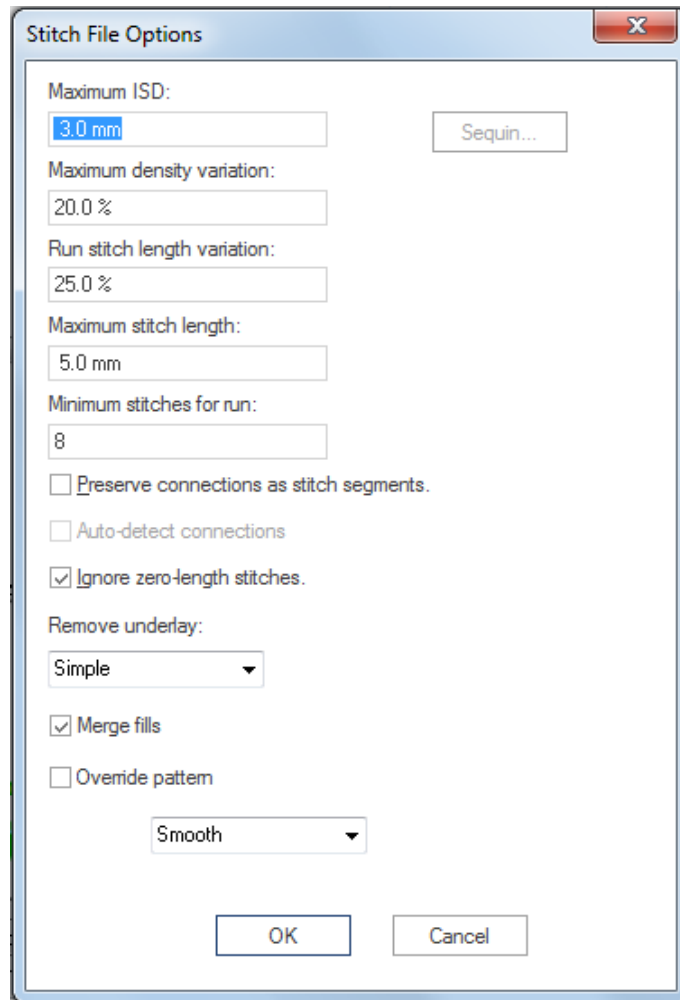 Stitch File Options
Maximum ISD:
3.0 mm
Sequin...
Maximum density variation:
20.0 %
Run stitch length variation:
25.0 %
Maximum stitch length:
5.0 mm
Minimum stitches for run:
8
Preserve connections as stitch segments.
Auto-detect connections
Ignore zero-length stitches.
Remove underlay:
Simple
Merge fills
Override pattern
Smooth
OK
Cancel